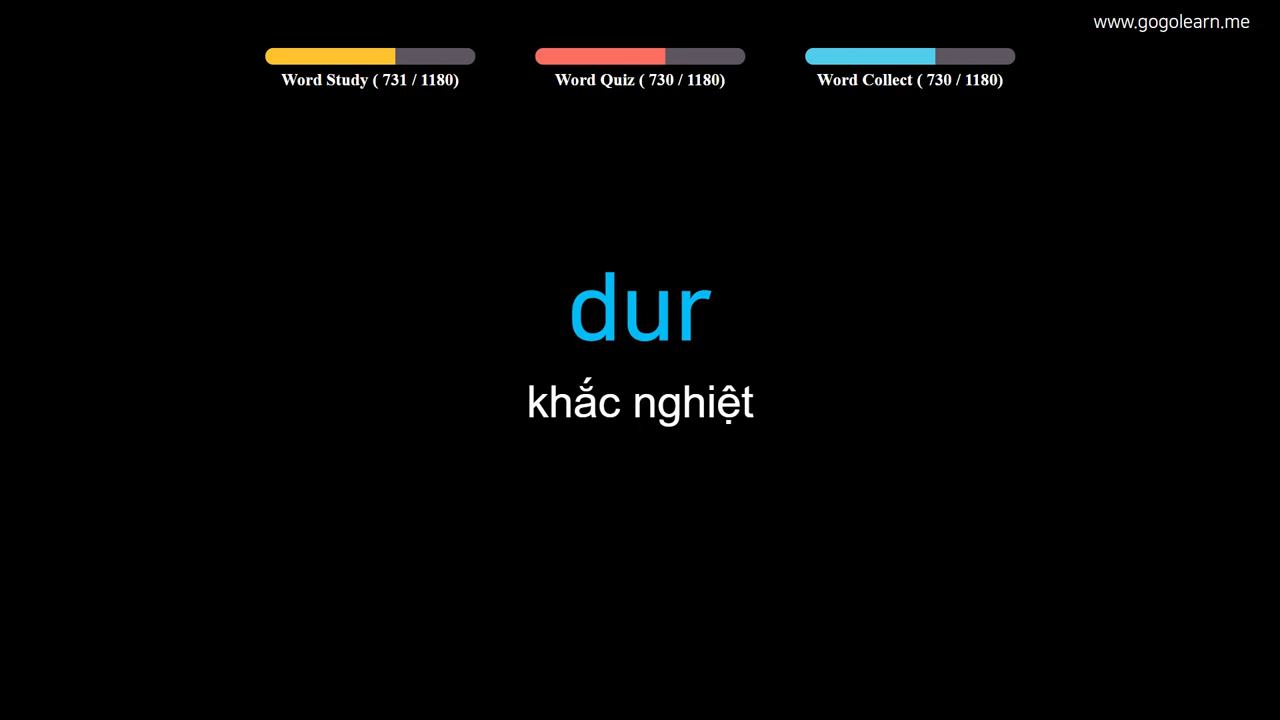 www.gogolearn.me
Word Study ( 731 / 1180)
Word Quiz ( 730 / 1180)
Word Collect ( 730 / 1180)
dur
khắc nghiệt